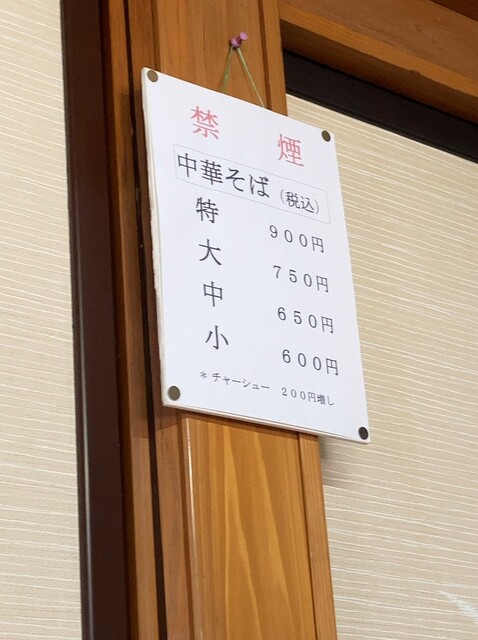 禁 煙
中華そば（税込）
特 900円
大 750円
中 650円
小 600円
＊チャーシュー 200円増し